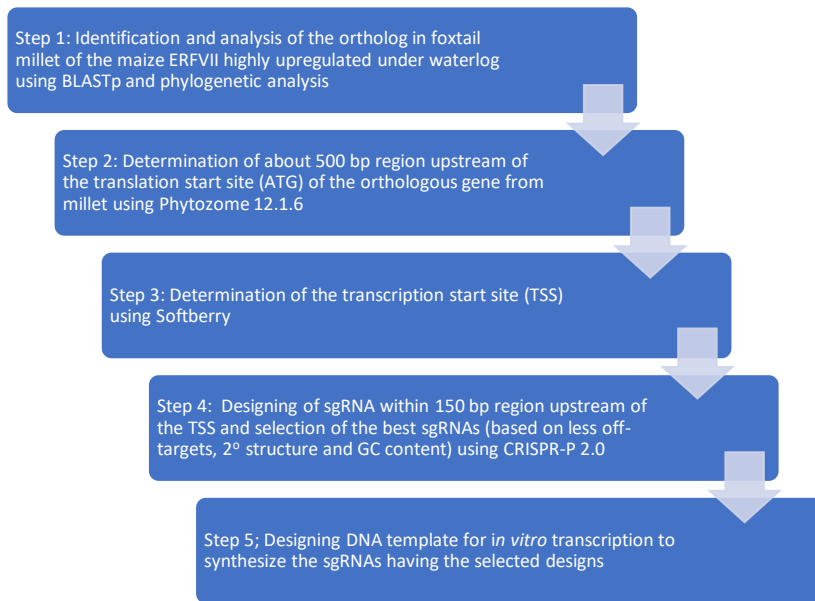 Step 1: Identification and analysis of the ortholog in foxtail
millet of the maize ERFVII highly upregulated under waterlog
using BLASTp and phylogenetic analysis
Step 2: Determination of about 500 bp region upstream of
the translation start site (ATG) of the orthologous gene from
millet using Phytozome 12.1.6
Step 3: Determination of the transcription start site (TSS)
using Softberry
Step 4:  Designing of sgRNA within 150 bp region upstream of
the TSS and selection of the best sgRNAs (based on less off-
targets, 2º structure and GC content) using CRISPR-P 2.0
Step 5; Designing DNA template for in vitro transcription to
synthesize the sgRNAs having the selected designs